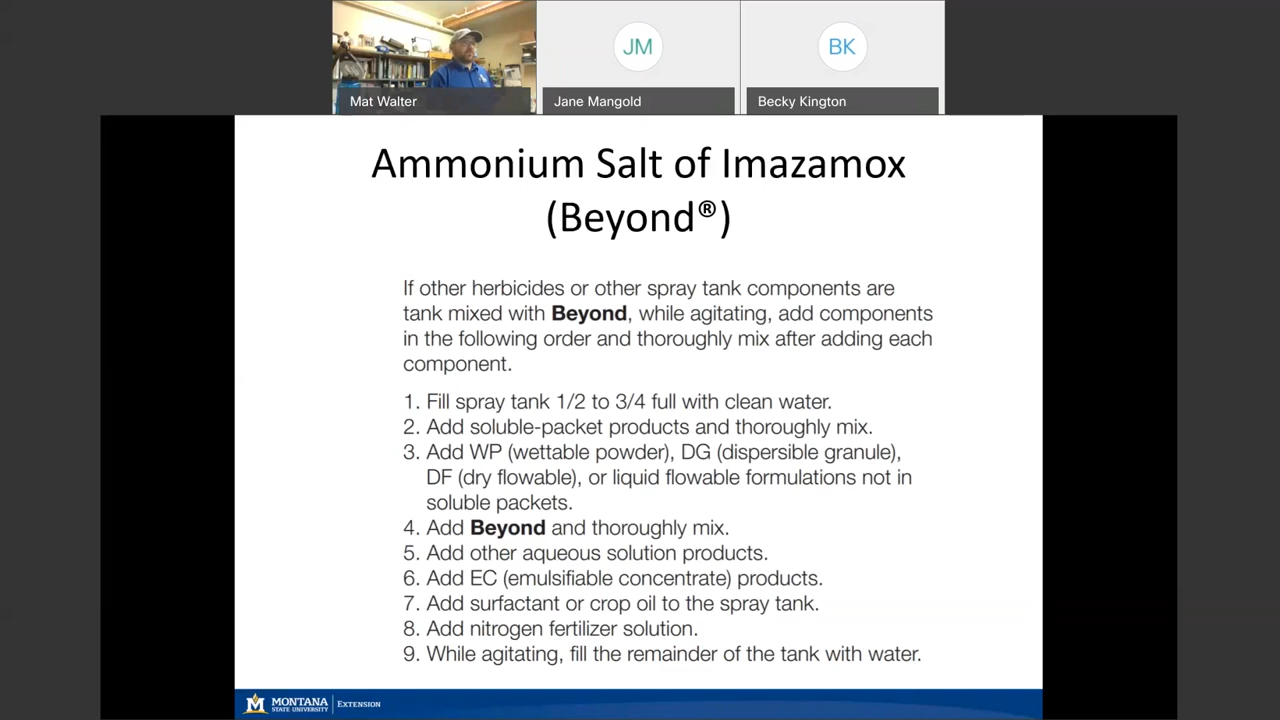 JM
BK
Mat Walter
Jane Mangold
Becky Kington
Ammonium Salt of Imazamox
(Beyond®)
If other herbicides or other spray tank components are
tank mixed with Beyond, while agitating, add components
in the following order and thoroughly mix after adding each
component.
1. Fill spray tank 1/2 to 3/4 full with clean water.
2. Add soluble-packet products and thoroughly mix.
3. Add WP (wettable powder), DG (dispersible granule),
DF (dry flowable), or liquid flowable formulations not in
soluble packets.
4. Add Beyond and thoroughly mix.
5. Add other aqueous solution products.
6. Add EC (emulsifiable concentrate) products.
7. Add surfactant or crop oil to the spray tank.
8. Add nitrogen fertilizer solution.
9. While agitating, fill the remainder of the tank with water.
M MONTANA
STATE UNIVERSITY
EXTENSION